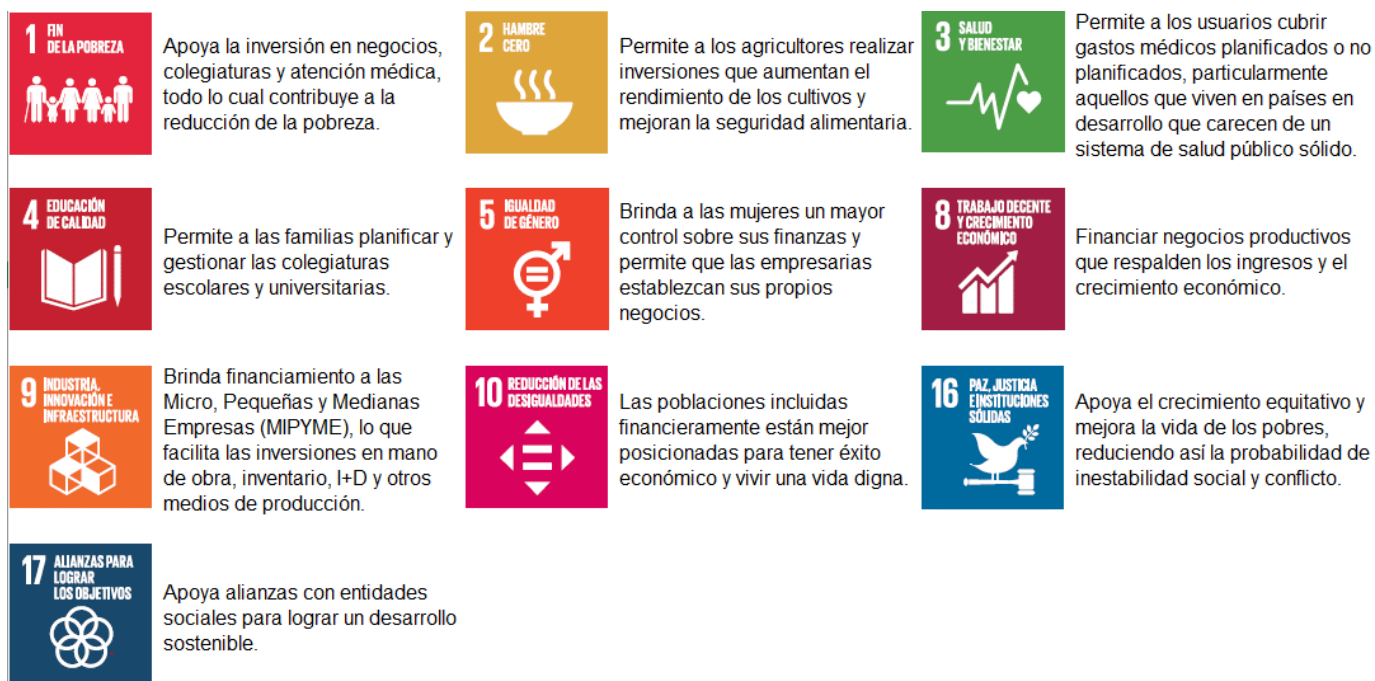 1 FIN
DE LA POBREZA
Apoya la inversión en negocios,
colegiaturas y atención médica,
todo lo cual contribuye a la
reducción de la pobreza.
2 HAMBRE
CERO
Permite a los agricultores realizar
inversiones que aumentan el
rendimiento de los cultivos y
mejoran la seguridad alimentaria.
3 SALUD
Y BIENESTAR
Permite a los usuarios cubrir
gastos médicos planificados o no
planificados, particularmente
aquellos que viven en países en
desarrollo que carecen de un
sistema de salud público sólido.
4 EDUCACIÓN
DE CALIDAD
Permite a las familias planificar y
gestionar las colegiaturas
escolares y universitarias.
5 IGUALDAD
DE GÉNERO
Brinda a las mujeres un mayor
control sobre sus finanzas y
permite que las empresarias
establezcan sus propios
negocios.
8 TRABAJO DECENTE
Y CRECIMIENTO
ECONÓMICO
Financiar negocios productivos
que respalden los ingresos y el
crecimiento económico.
9 INDUSTRIA,
INNOVACIÓN E
INFRAESTRUCTURA
Brinda financiamiento a las
Micro, Pequeñas y Medianas
Empresas (MIPYME), lo que
facilita las inversiones en mano
de obra, inventario, I+D y otros
medios de producción.
10 REDUCCIÓN DE LAS
DESIGUALDADES
Las poblaciones incluidas
financieramente están mejor
posicionadas para tener éxito
económico y vivir una vida digna.
16 PAZ, JUSTICIA
E INSTITUCIONES
SÓLIDAS
Apoya el crecimiento equitativo y
mejora la vida de los pobres,
reduciendo así la probabilidad de
inestabilidad social y conflicto.
17 ALIANZAS PARA
LOGRAR
LOS OBJETIVOS
Apoya alianzas con entidades
sociales para lograr un desarrollo
sostenible.